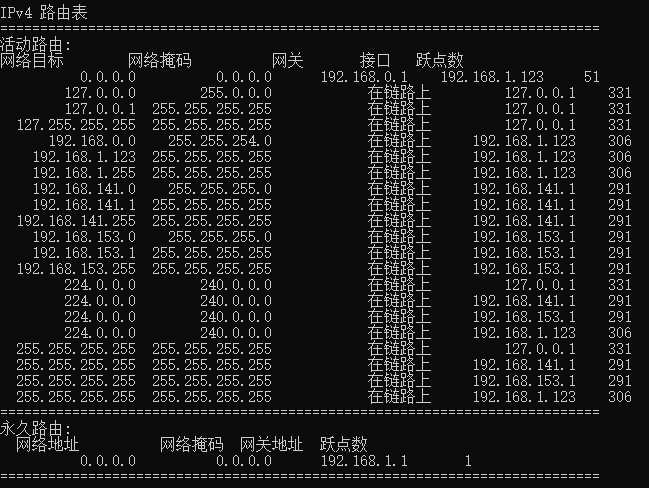 IPv4 路由表
===========================================================================
活动路由:
网络目标        网络掩码          网关       接口   跃点数
          0.0.0.0          0.0.0.0      192.168.0.1    192.168.1.123     51
        127.0.0.0        255.0.0.0            在链路上         127.0.0.1    331
        127.0.0.1  255.255.255.255            在链路上         127.0.0.1    331
  127.255.255.255  255.255.255.255            在链路上         127.0.0.1    331
      192.168.0.0    255.255.254.0            在链路上     192.168.1.123    306
    192.168.1.123  255.255.255.255            在链路上     192.168.1.123    306
    192.168.1.255  255.255.255.255            在链路上     192.168.1.123    306
    192.168.141.0    255.255.255.0            在链路上     192.168.141.1    291
    192.168.141.1  255.255.255.255            在链路上     192.168.141.1    291
  192.168.141.255  255.255.255.255            在链路上     192.168.141.1    291
    192.168.153.0    255.255.255.0            在链路上     192.168.153.1    291
    192.168.153.1  255.255.255.255            在链路上     192.168.153.1    291
  192.168.153.255  255.255.255.255            在链路上     192.168.153.1    291
        224.0.0.0        240.0.0.0            在链路上         127.0.0.1    331
        224.0.0.0        240.0.0.0            在链路上     192.168.141.1    291
        224.0.0.0        240.0.0.0            在链路上     192.168.153.1    291
        224.0.0.0        240.0.0.0            在链路上     192.168.1.123    306
  255.255.255.255  255.255.255.255            在链路上         127.0.0.1    331
  255.255.255.255  255.255.255.255            在链路上     192.168.141.1    291
  255.255.255.255  255.255.255.255            在链路上     192.168.153.1    291
  255.255.255.255  255.255.255.255            在链路上     192.168.1.123    306
===========================================================================
永久路由:
  网络地址          网络掩码  网关地址  跃点数
          0.0.0.0          0.0.0.0      192.168.1.1       1
===========================================================================